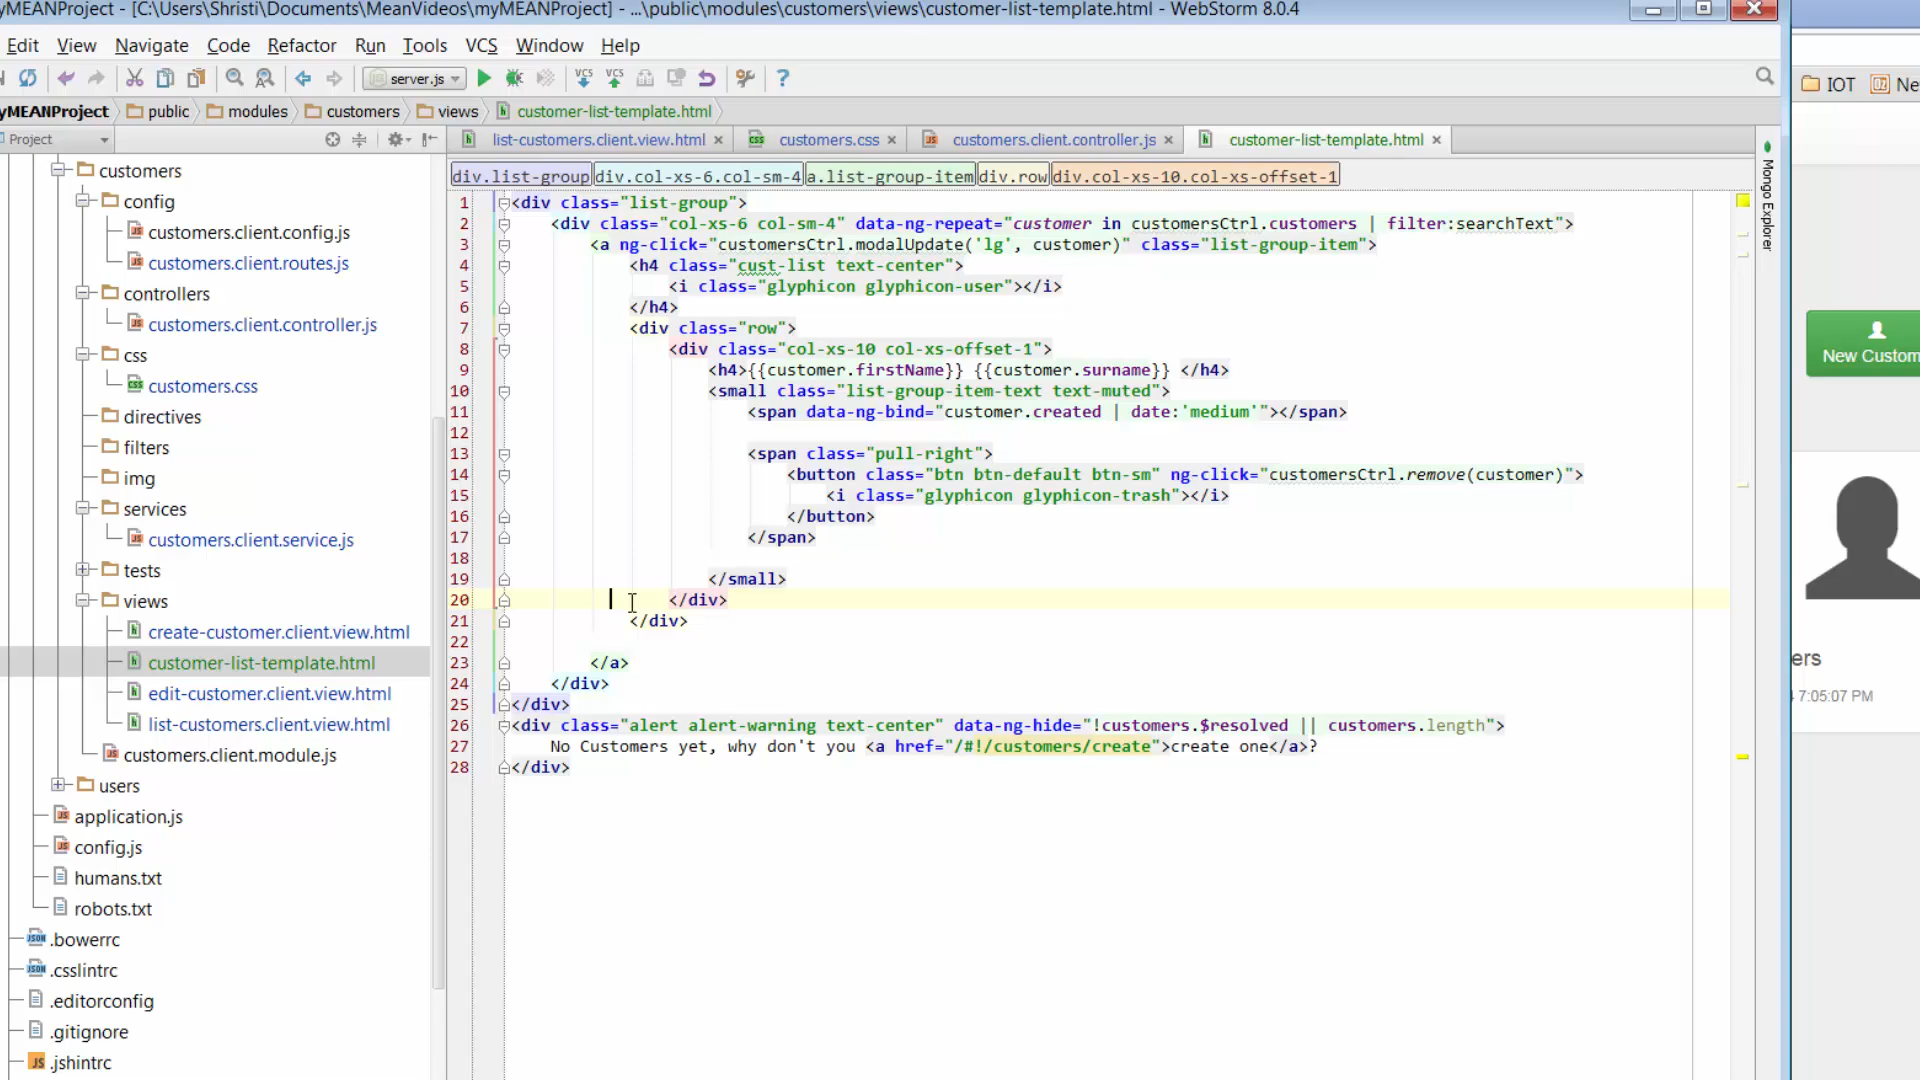 myMEANProject - [C:\Users\Shristi\Documents\MeanVideos\myMEANProject] - ...\public\modules\customers\views\customer-list-template.html - WebStorm 8.0.4
Edit View Navigate Code Refactor Run Tools VCS Window Help
server.js
VCS VCS
yMEANProject public modules customers views customer-list-template.html
IOT Ne
Project
list-customers.client.view.html customers.css customers.client.controller.js customer-list-template.html
div.list-group div.col-xs-6.col-sm-4 a.list-group-item div.row div.col-xs-10.col-xs-offset-1
Mongo Explorer
customers
config
customers.client.config.js
customers.client.routes.js
controllers
customers.client.controller.js
css
customers.css
directives
filters
img
services
customers.client.service.js
tests
views
create-customer.client.view.html
customer-list-template.html
edit-customer.client.view.html
list-customers.client.view.html
customers.client.module.js
users
application.js
config.js
humans.txt
robots.txt
.bowerrc
.csslintrc
.editorconfig
.gitignore
.jshintrc
1 <div class="list-group">
2 <div class="col-xs-6 col-sm-4" data-ng-repeat="customer in customersCtrl.customers | filter:searchText">
3 <a ng-click="customersCtrl.modalUpdate('lg', customer)" class="list-group-item">
4 <h4 class="cust-list text-center">
5 <i class="glyphicon glyphicon-user"></i>
6 </h4>
7 <div class="row">
8 <div class="col-xs-10 col-xs-offset-1">
9 <h4>{{customer.firstName}} {{customer.surname}} </h4>
10 <small class="list-group-item-text text-muted">
11 <span data-ng-bind="customer.created | date:'medium'"></span>
12
13 <span class="pull-right">
14 <button class="btn btn-default btn-sm" ng-click="customersCtrl.remove(customer)">
15 <i class="glyphicon glyphicon-trash"></i>
16 </button>
17 </span>
18
19 </small>
20 </div>
21 </div>
22
23 </a>
24 </div>
25 </div>
26 <div class="alert alert-warning text-center" data-ng-hide="!customers.$resolved || customers.length">
27 No Customers yet, why don't you <a href="/#!/customers/create">create one</a>?
28 </div>
New Custom
ers
7:05:07 PM